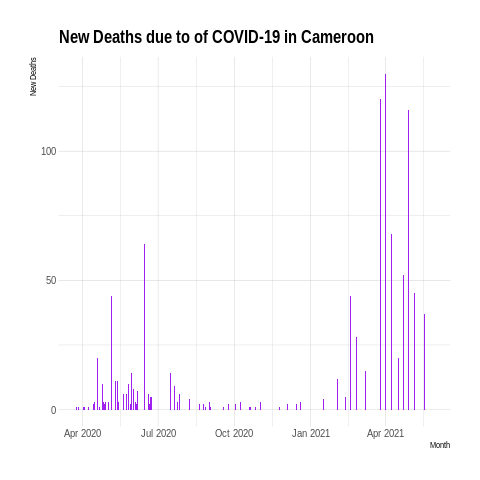 New Deaths due to of COVID-19 in Cameroon
New Deaths
100
50
0
Apr 2020 Jul 2020 Oct 2020 Jan 2021 Apr 2021
Month